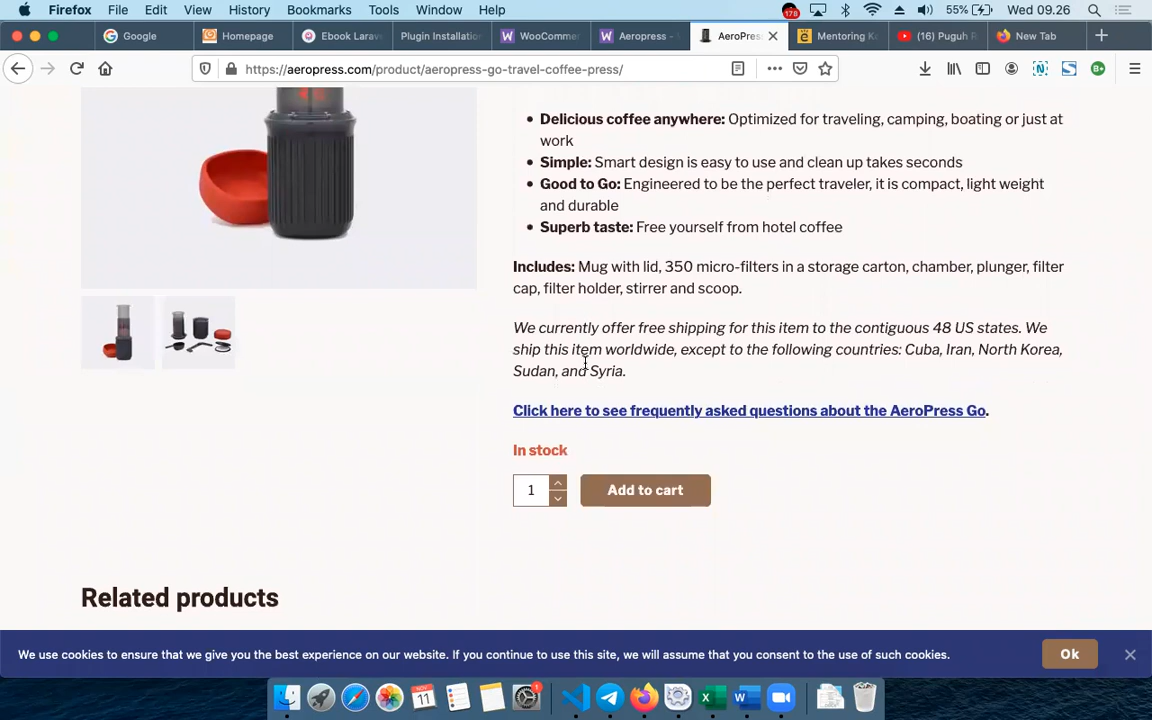 Firefox File Edit View History Bookmarks Tools Window Help 178 55% Wed 09.26
Google Homepage Ebook Larav Plugin Installatio WooCommer Aeropress - AeroPres Mentoring K (16) Puguh R New Tab
https://aeropress.com/product/aeropress-go-travel-coffee-press/
• Delicious coffee anywhere: Optimized for traveling, camping, boating or just at
work
• Simple: Smart design is easy to use and clean up takes seconds
• Good to Go: Engineered to be the perfect traveler, it is compact, light weight
and durable
• Superb taste: Free yourself from hotel coffee
Includes: Mug with lid, 350 micro-filters in a storage carton, chamber, plunger, filter
cap, filter holder, stirrer and scoop.
We currently offer free shipping for this item to the contiguous 48 US states. We
ship this item worldwide, except to the following countries: Cuba, Iran, North Korea,
Sudan, and Syria.
Click here to see frequently asked questions about the AeroPress Go.
In stock
1 Add to cart
Related products
We use cookies to ensure that we give you the best experience on our website. If you continue to use this site, we will assume that you consent to the use of such cookies. Ok
11 1